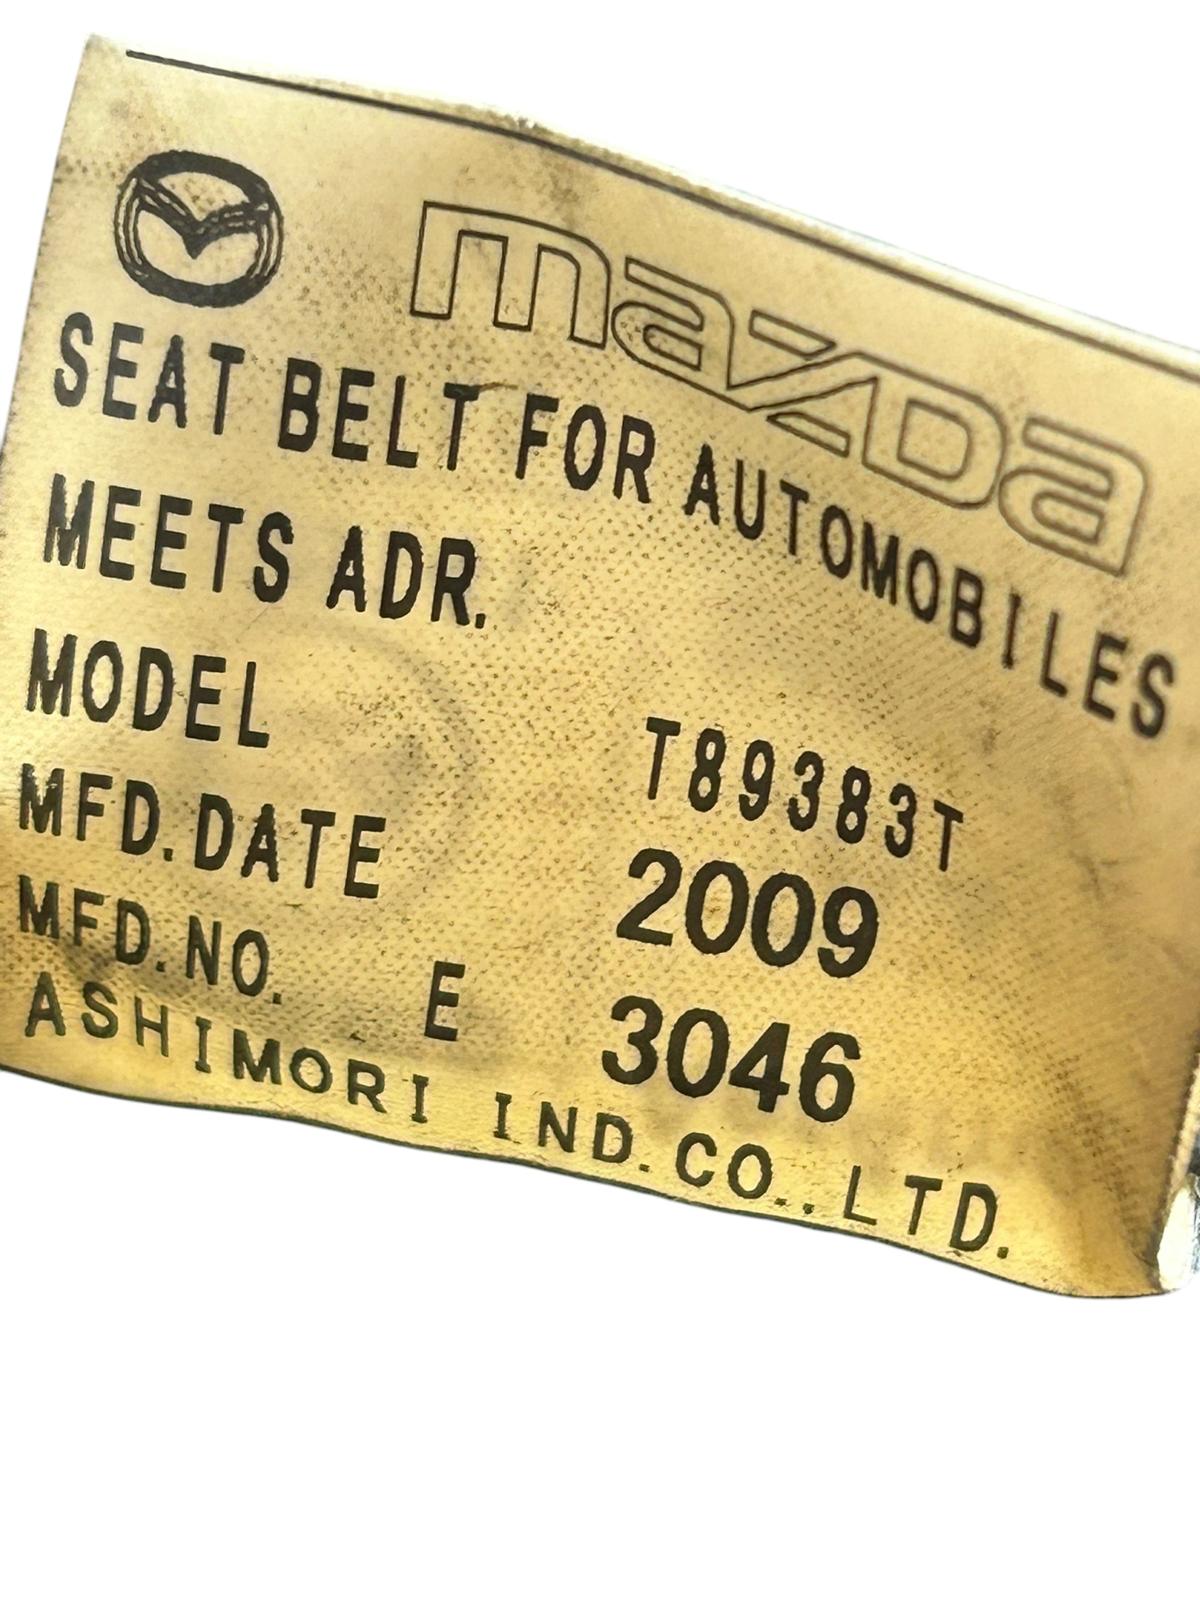 mazda
SEAT BELT FOR AUTOMOBILES
MEETS ADR.
MODEL T89383T
MFD.DATE 2009
MFD.NO. E 3046
ASHIMORI IND.CO.,LTD.